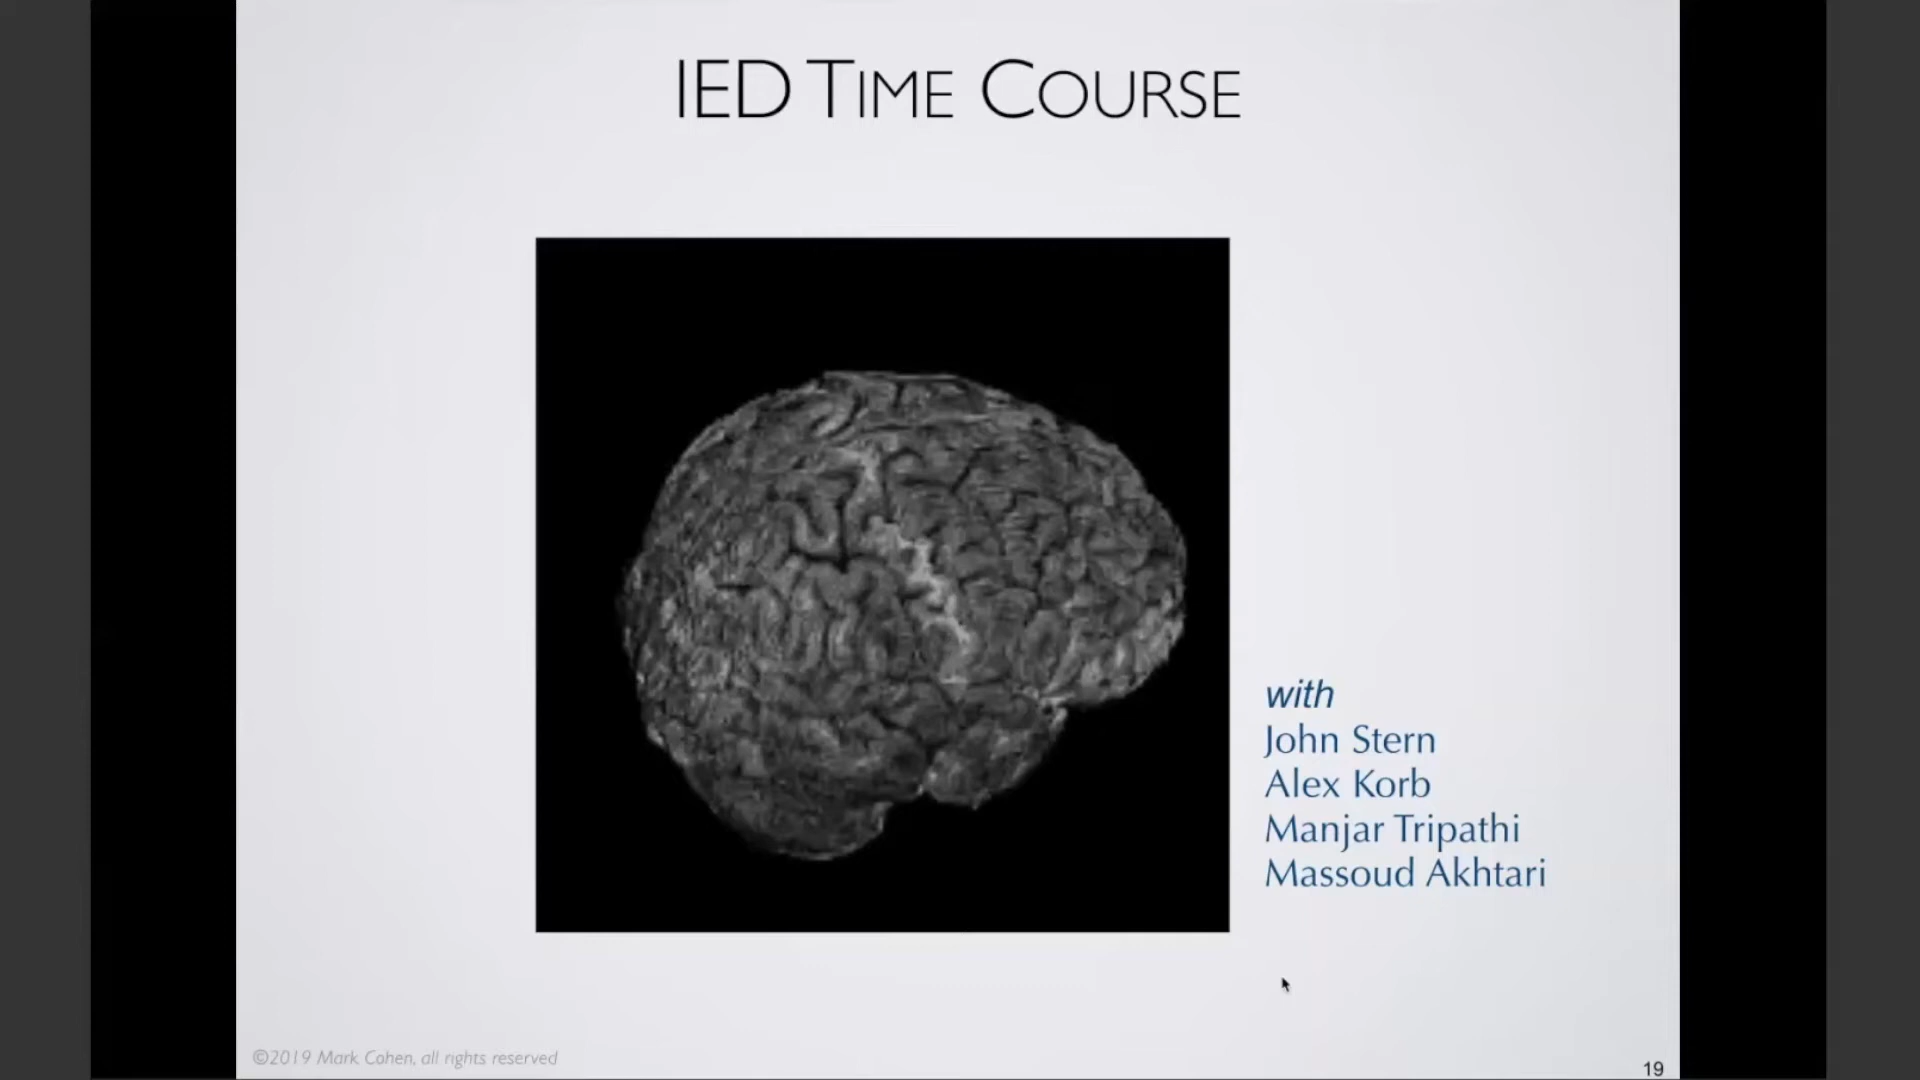 IED TIME COURSE
with
John Stern
Alex Korb
Manjar Tripathi
Massoud Akhtari
©2019 Mark Cohen, all rights reserved
19